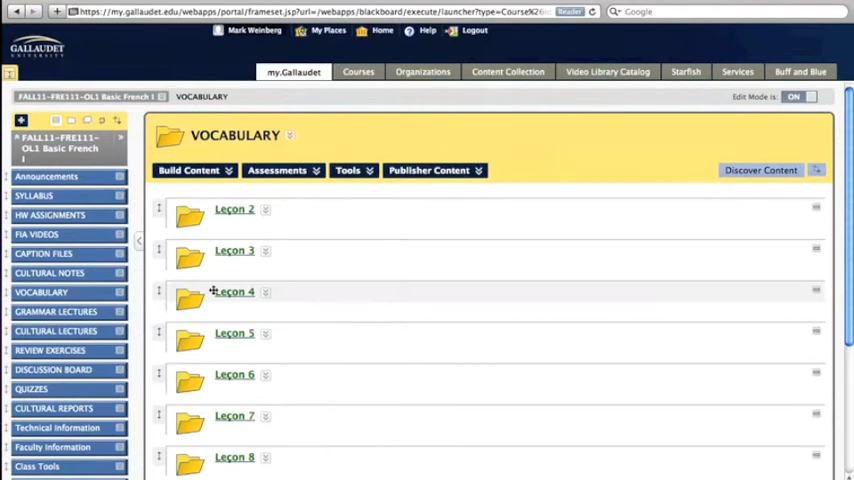 https://my.gallaudet.edu/webapps/portal/frameset.jsp?url=/webapps/blackboard/execute/launcher?type=Course%26
Reader
Google
GALLAUDET
UNIVERSITY
Mark Weinberg My Places Home Help Logout
my.Gallaudet Courses Organizations Content Collection Video Library Catalog Starfish Services Buff and Blue
FALL11-FRE111-OL1 Basic French I VOCABULARY Edit Mode is: ON
FALL11-FRE111-
OL1 Basic French
I
Announcements
SYLLABUS
HW ASSIGNMENTS
FIA VIDEOS
CAPTION FILES
CULTURAL NOTES
VOCABULARY
GRAMMAR LECTURES
CULTURAL LECTURES
REVIEW EXERCISES
DISCUSSION BOARD
QUIZZES
CULTURAL REPORTS
Technical Information
Faculty Information
Class Tools
VOCABULARY
Build Content Assessments Tools Publisher Content Discover Content
Leçon 2
Leçon 3
Leçon 4
Leçon 5
Leçon 6
Leçon 7
Leçon 8